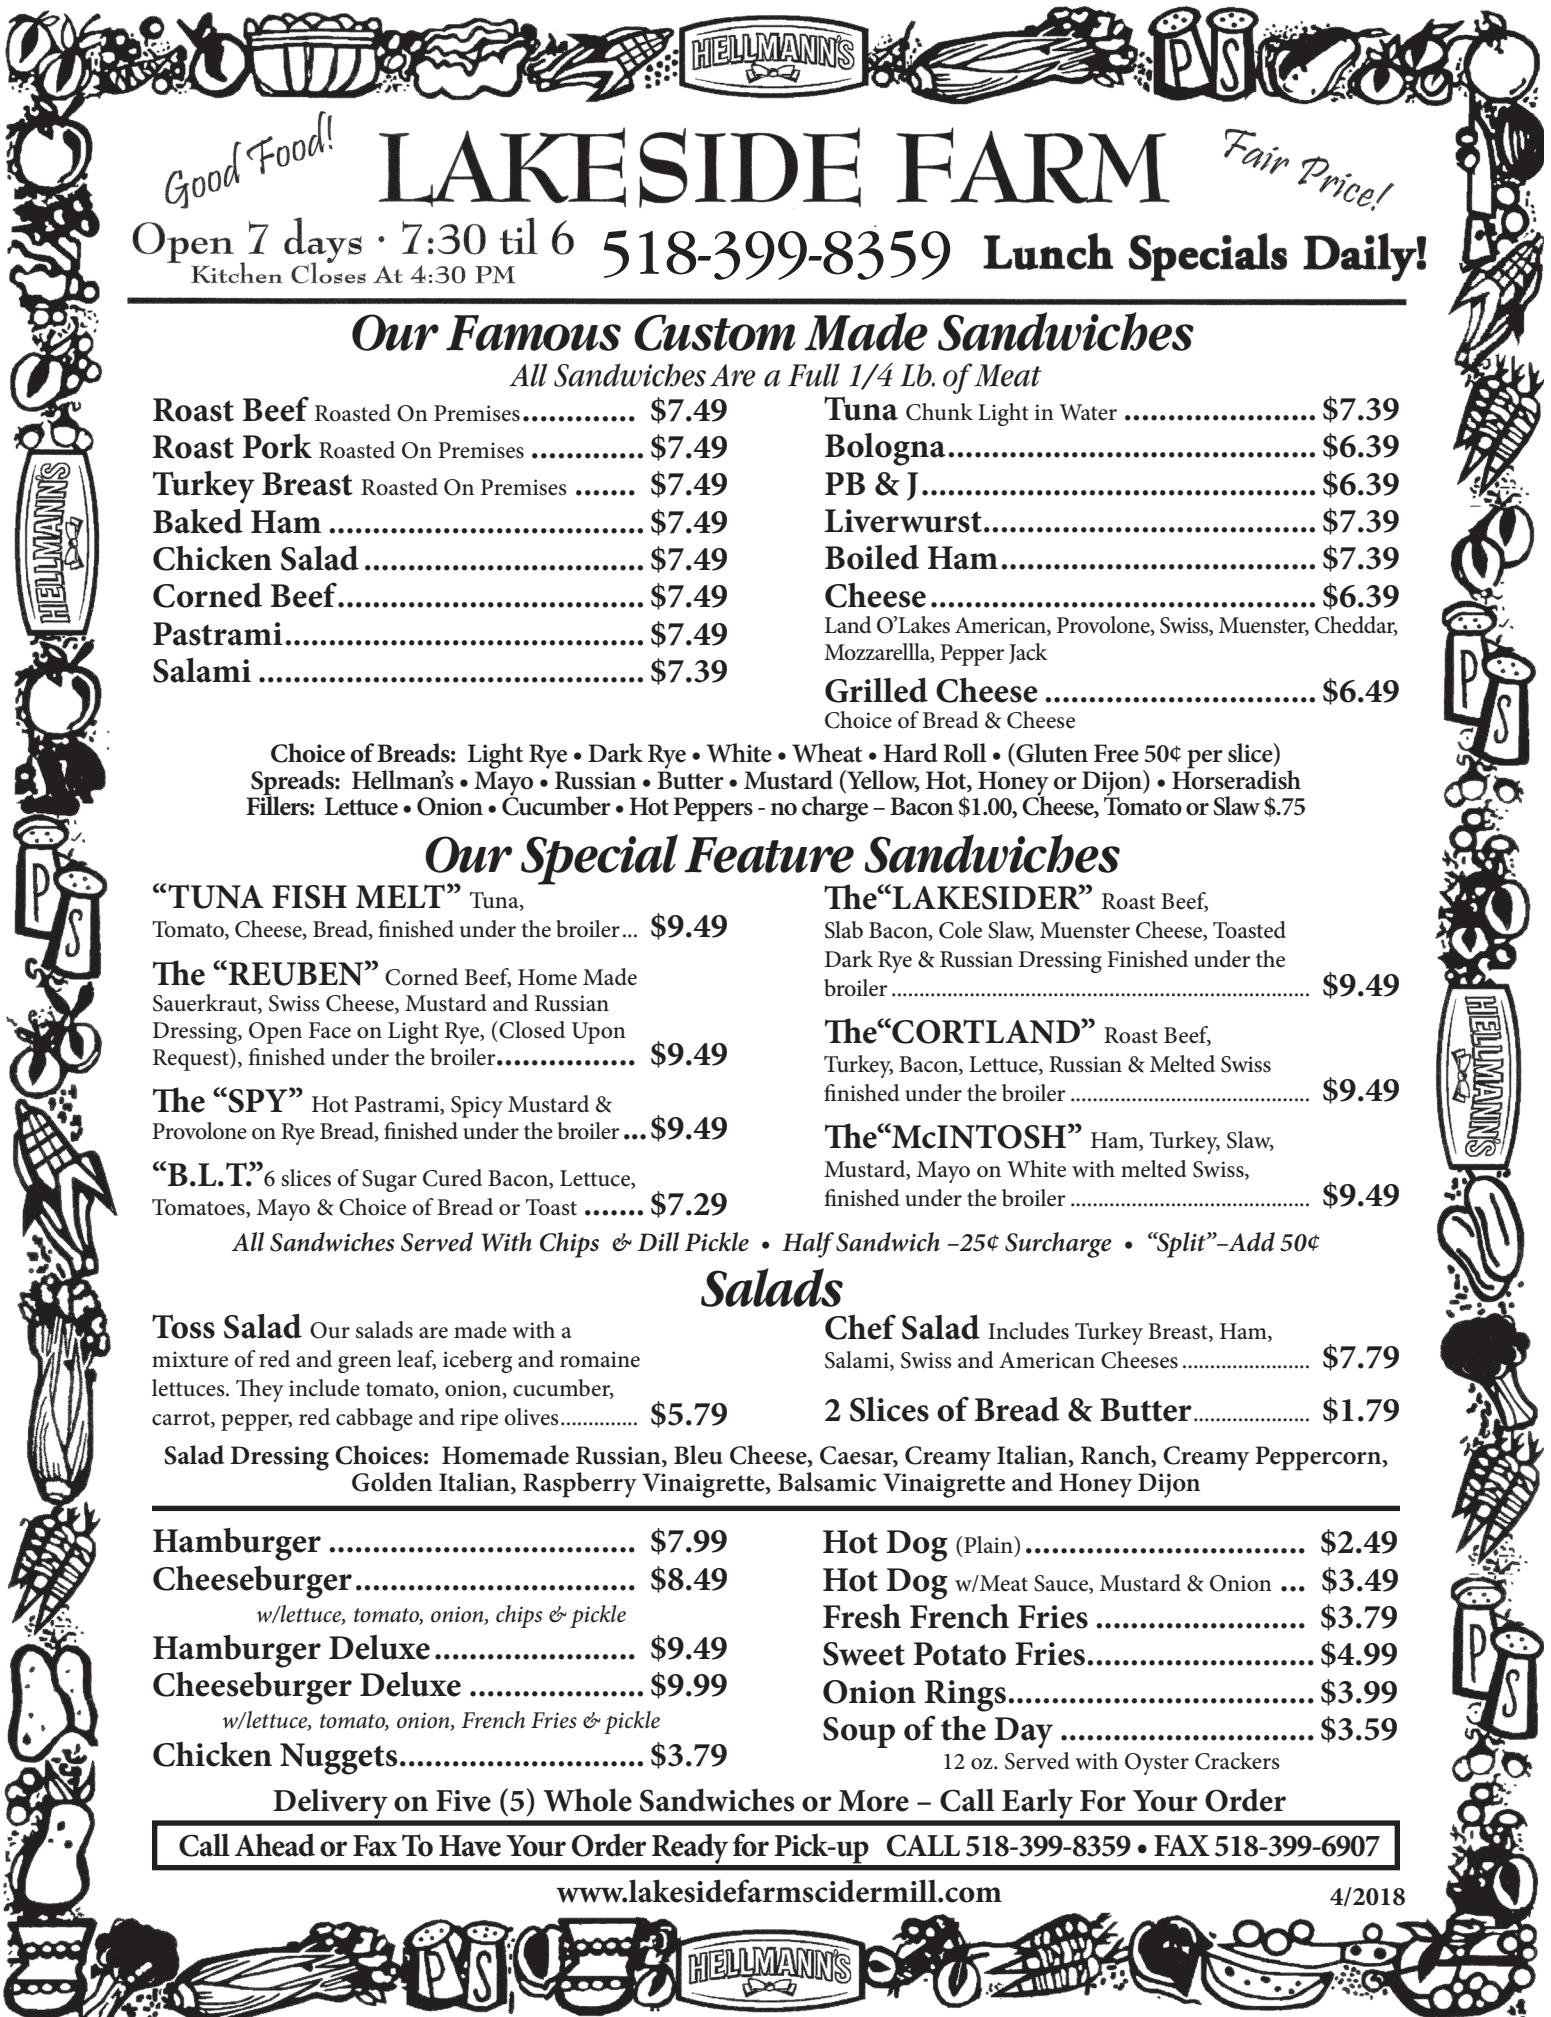 HELLMANN'S
Good Food!
LAKESIDE FARM
Fair Price!
Open 7 days · 7:30 til 6
Kitchen Closes At 4:30 PM
518-399-8359
Lunch Specials Daily!
Our Famous Custom Made Sandwiches
All Sandwiches Are a Full 1/4 Lb. of Meat
Roast Beef Roasted On Premises............. $7.49
Roast Pork Roasted On Premises ............. $7.49
Turkey Breast Roasted On Premises ....... $7.49
Baked Ham .................................... $7.49
Chicken Salad ................................ $7.49
Corned Beef................................... $7.49
Pastrami......................................... $7.49
Salami ............................................ $7.39
Tuna Chunk Light in Water ...................... $7.39
Bologna.......................................... $6.39
PB & J............................................. $6.39
Liverwurst...................................... $7.39
Boiled Ham.................................... $7.39
Cheese............................................ $6.39
Land O'Lakes American, Provolone, Swiss, Muenster, Cheddar,
Mozzarellla, Pepper Jack
Grilled Cheese ............................... $6.49
Choice of Bread & Cheese
Choice of Breads: Light Rye • Dark Rye • White • Wheat • Hard Roll • (Gluten Free 50¢ per slice)
Spreads: Hellman's • Mayo • Russian • Butter • Mustard (Yellow, Hot, Honey or Dijon) • Horseradish
Fillers: Lettuce • Onion • Cucumber • Hot Peppers - no charge – Bacon $1.00, Cheese, Tomato or Slaw $.75
Our Special Feature Sandwiches
“TUNA FISH MELT” Tuna,
Tomato, Cheese, Bread, finished under the broiler... $9.49
The “REUBEN” Corned Beef, Home Made
Sauerkraut, Swiss Cheese, Mustard and Russian
Dressing, Open Face on Light Rye, (Closed Upon
Request), finished under the broiler................ $9.49
The “SPY” Hot Pastrami, Spicy Mustard &
Provolone on Rye Bread, finished under the broiler ... $9.49
“B.L.T.” 6 slices of Sugar Cured Bacon, Lettuce,
Tomatoes, Mayo & Choice of Bread or Toast ....... $7.29
The“LAKESIDER” Roast Beef,
Slab Bacon, Cole Slaw, Muenster Cheese, Toasted
Dark Rye & Russian Dressing Finished under the
broiler ........................................................................... $9.49
The“CORTLAND” Roast Beef,
Turkey, Bacon, Lettuce, Russian & Melted Swiss
finished under the broiler ........................................... $9.49
The“McINTOSH” Ham, Turkey, Slaw,
Mustard, Mayo on White with melted Swiss,
finished under the broiler ........................................... $9.49
All Sandwiches Served With Chips & Dill Pickle • Half Sandwich –25¢ Surcharge • “Split”–Add 50¢
Salads
Toss Salad Our salads are made with a
mixture of red and green leaf, iceberg and romaine
lettuces. They include tomato, onion, cucumber,
carrot, pepper, red cabbage and ripe olives.............. $5.79
Chef Salad Includes Turkey Breast, Ham,
Salami, Swiss and American Cheeses ....................... $7.79
2 Slices of Bread & Butter..................... $1.79
Salad Dressing Choices: Homemade Russian, Bleu Cheese, Caesar, Creamy Italian, Ranch, Creamy Peppercorn,
Golden Italian, Raspberry Vinaigrette, Balsamic Vinaigrette and Honey Dijon
Hamburger ................................... $7.99
Cheeseburger................................ $8.49
w/lettuce, tomato, onion, chips & pickle
Hamburger Deluxe....................... $9.49
Cheeseburger Deluxe .................... $9.99
w/lettuce, tomato, onion, French Fries & pickle
Chicken Nuggets............................ $3.79
Hot Dog (Plain)................................ $2.49
Hot Dog w/Meat Sauce, Mustard & Onion ... $3.49
Fresh French Fries ........................ $3.79
Sweet Potato Fries.......................... $4.99
Onion Rings................................... $3.99
Soup of the Day ............................. $3.59
12 oz. Served with Oyster Crackers
Delivery on Five (5) Whole Sandwiches or More – Call Early For Your Order
Call Ahead or Fax To Have Your Order Ready for Pick-up CALL 518-399-8359 • FAX 518-399-6907
www.lakesidefarmscidermill.com
4/2018
HELLMANN'S
HELLMANN'S
HELLMANN'S
P S
P S
P S
P S
P S
P S